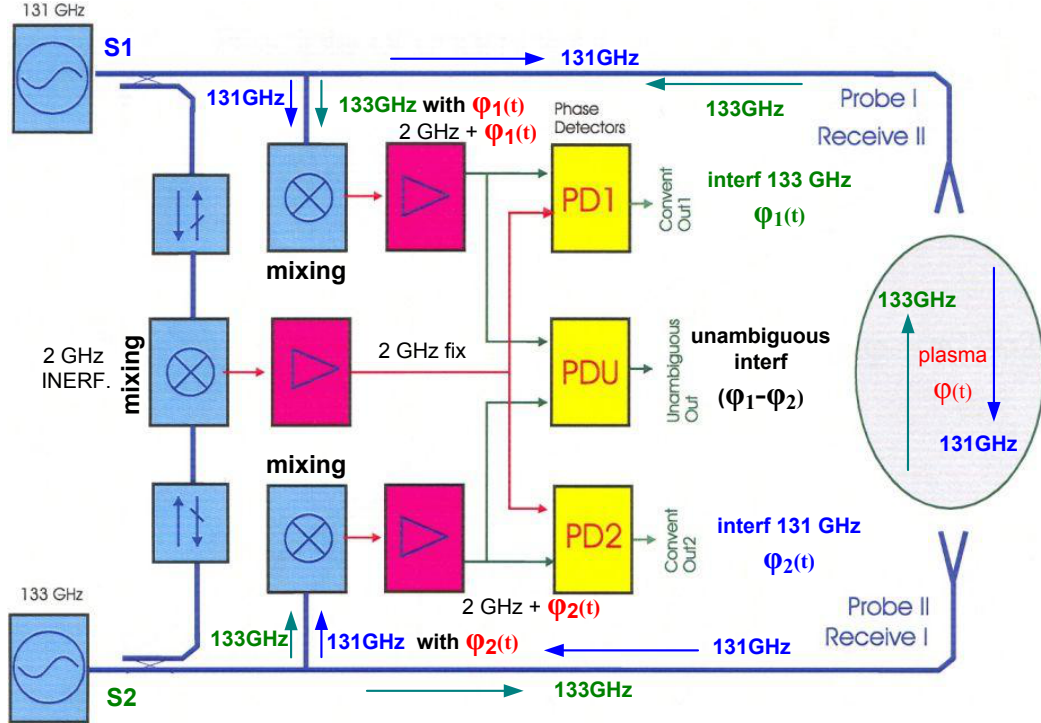 131 GHz
S1
131GHz
133GHz
Probe I
Receive II
131GHz
133GHz with φ1(t)
2 GHz + φ1(t)
Phase
Detectors
PD1
Convent
Out1
interf 133 GHz
φ1(t)
mixing
2 GHz
INERF.
mixing
2 GHz fix
PDU
Unambiguous
Out
unambiguous
interf
(φ1-φ2)
133GHz
plasma
φ(t)
131GHz
mixing
PD2
Convent
Out2
interf 131 GHz
φ2(t)
2 GHz + φ2(t)
133 GHz
133GHz
131GHz with φ2(t)
131GHz
Probe II
Receive I
S2
133GHz